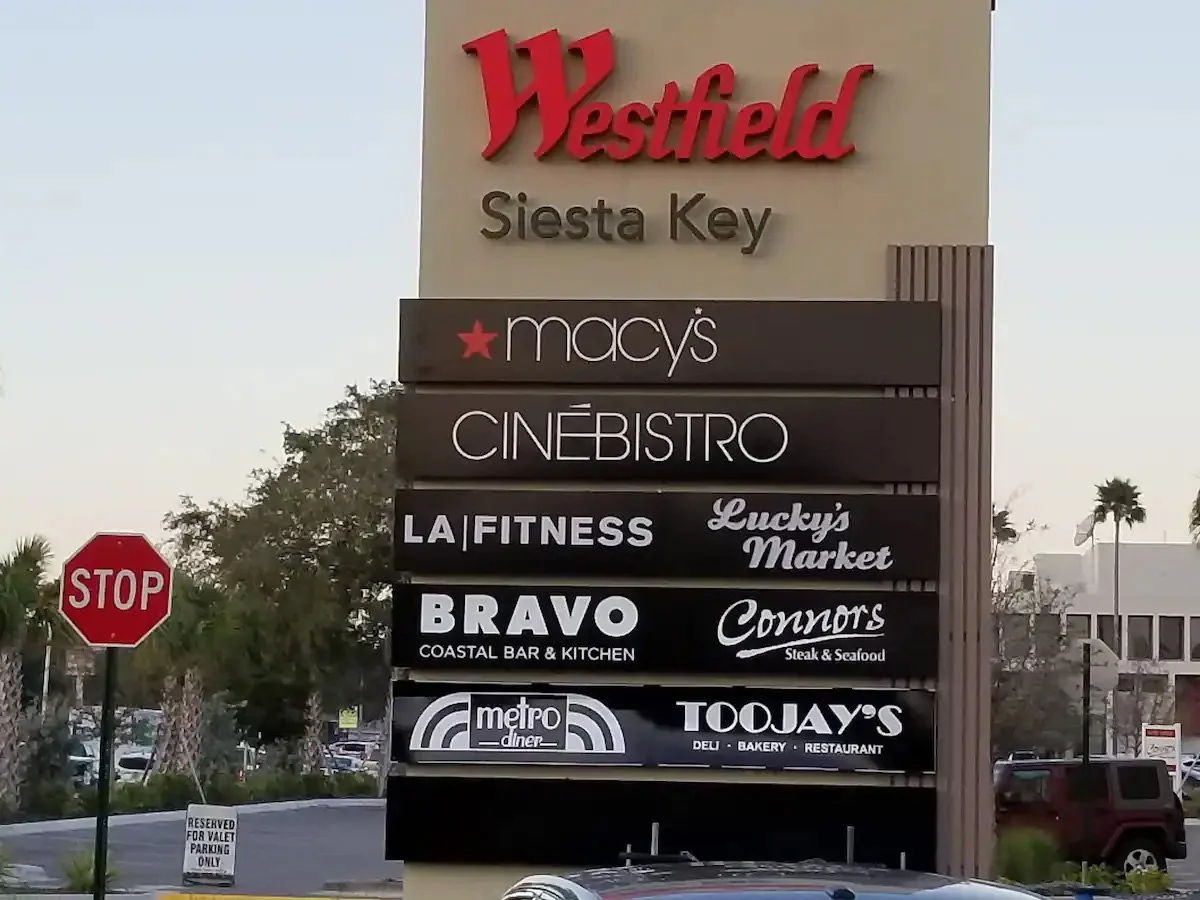 Westfield
Siesta Key
macy's
CINÉBISTRO
LA|FITNESS
Lucky's
Market
BRAVO
COASTAL BAR & KITCHEN
Connors
Steak & Seafood
metro
diner
TOOJAY'S
DELI · BAKERY · RESTAURANT
STOP
RESERVED
FOR VALET
PARKING
ONLY